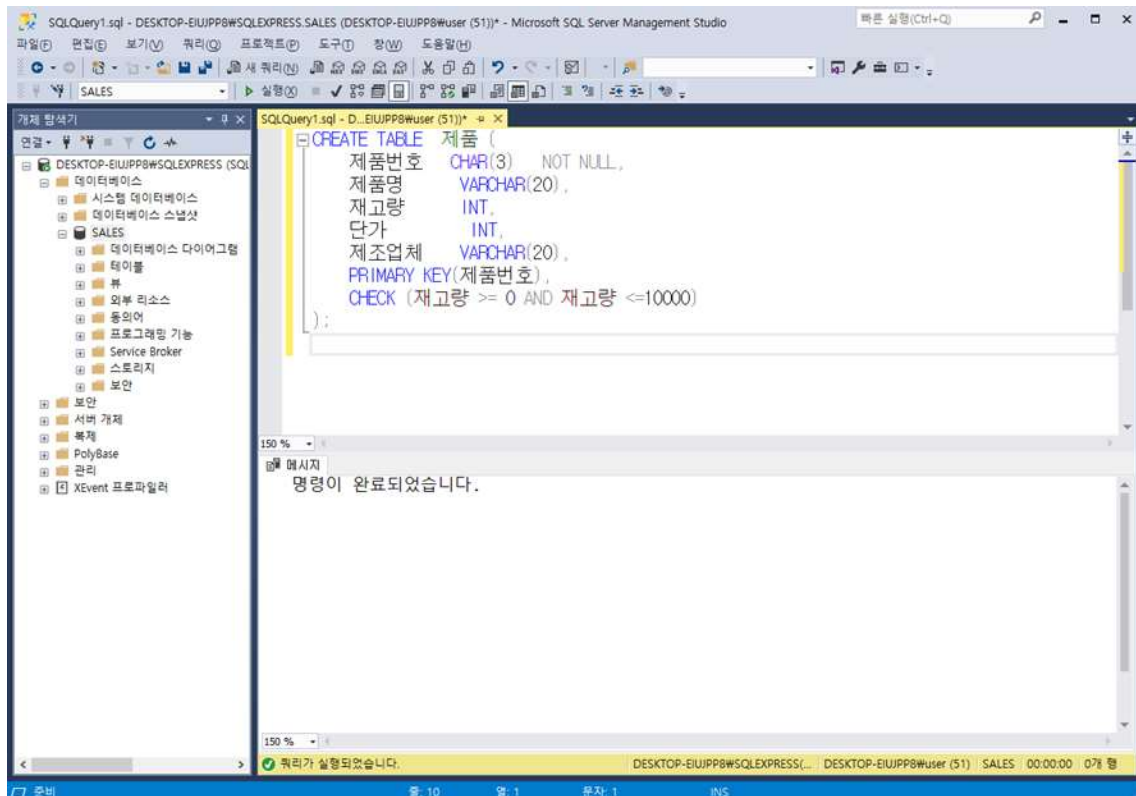 SQLQuery1.sql - DESKTOP-EIUJPP8₩SQLEXPRESS.SALES (DESKTOP-EIUJPP8₩user (51))* - Microsoft SQL Server Management Studio
빠른 실행(Ctrl+Q)
파일(F) 편집(E) 보기(V) 쿼리(Q) 프로젝트(P) 도구(T) 창(W) 도움말(H)
새 쿼리(N)
SALES 실행(X)
개체 탐색기
연결
DESKTOP-EIUJPP8₩SQLEXPRESS (SQL
데이터베이스
시스템 데이터베이스
데이터베이스 스냅샷
SALES
데이터베이스 다이어그램
테이블
뷰
외부 리소스
동의어
프로그래밍 기능
Service Broker
스토리지
보안
보안
서버 개체
복제
PolyBase
관리
XEvent 프로파일러
SQLQuery1.sql - D...EIUJPP8₩user (51))*
CREATE TABLE 제품 (
제품번호 CHAR(3) NOT NULL,
제품명 VARCHAR(20),
재고량 INT,
단가 INT,
제조업체 VARCHAR(20),
PRIMARY KEY(제품번호),
CHECK (재고량 >= 0 AND 재고량 <=10000)
);
150 %
메시지
명령이 완료되었습니다.
150 %
쿼리가 실행되었습니다. DESKTOP-EIUJPP8₩SQLEXPRESS(... DESKTOP-EIUJPP8₩user (51) SALES 00:00:00 0개 행
준비 줄: 10 열: 1 문자: 1 INS